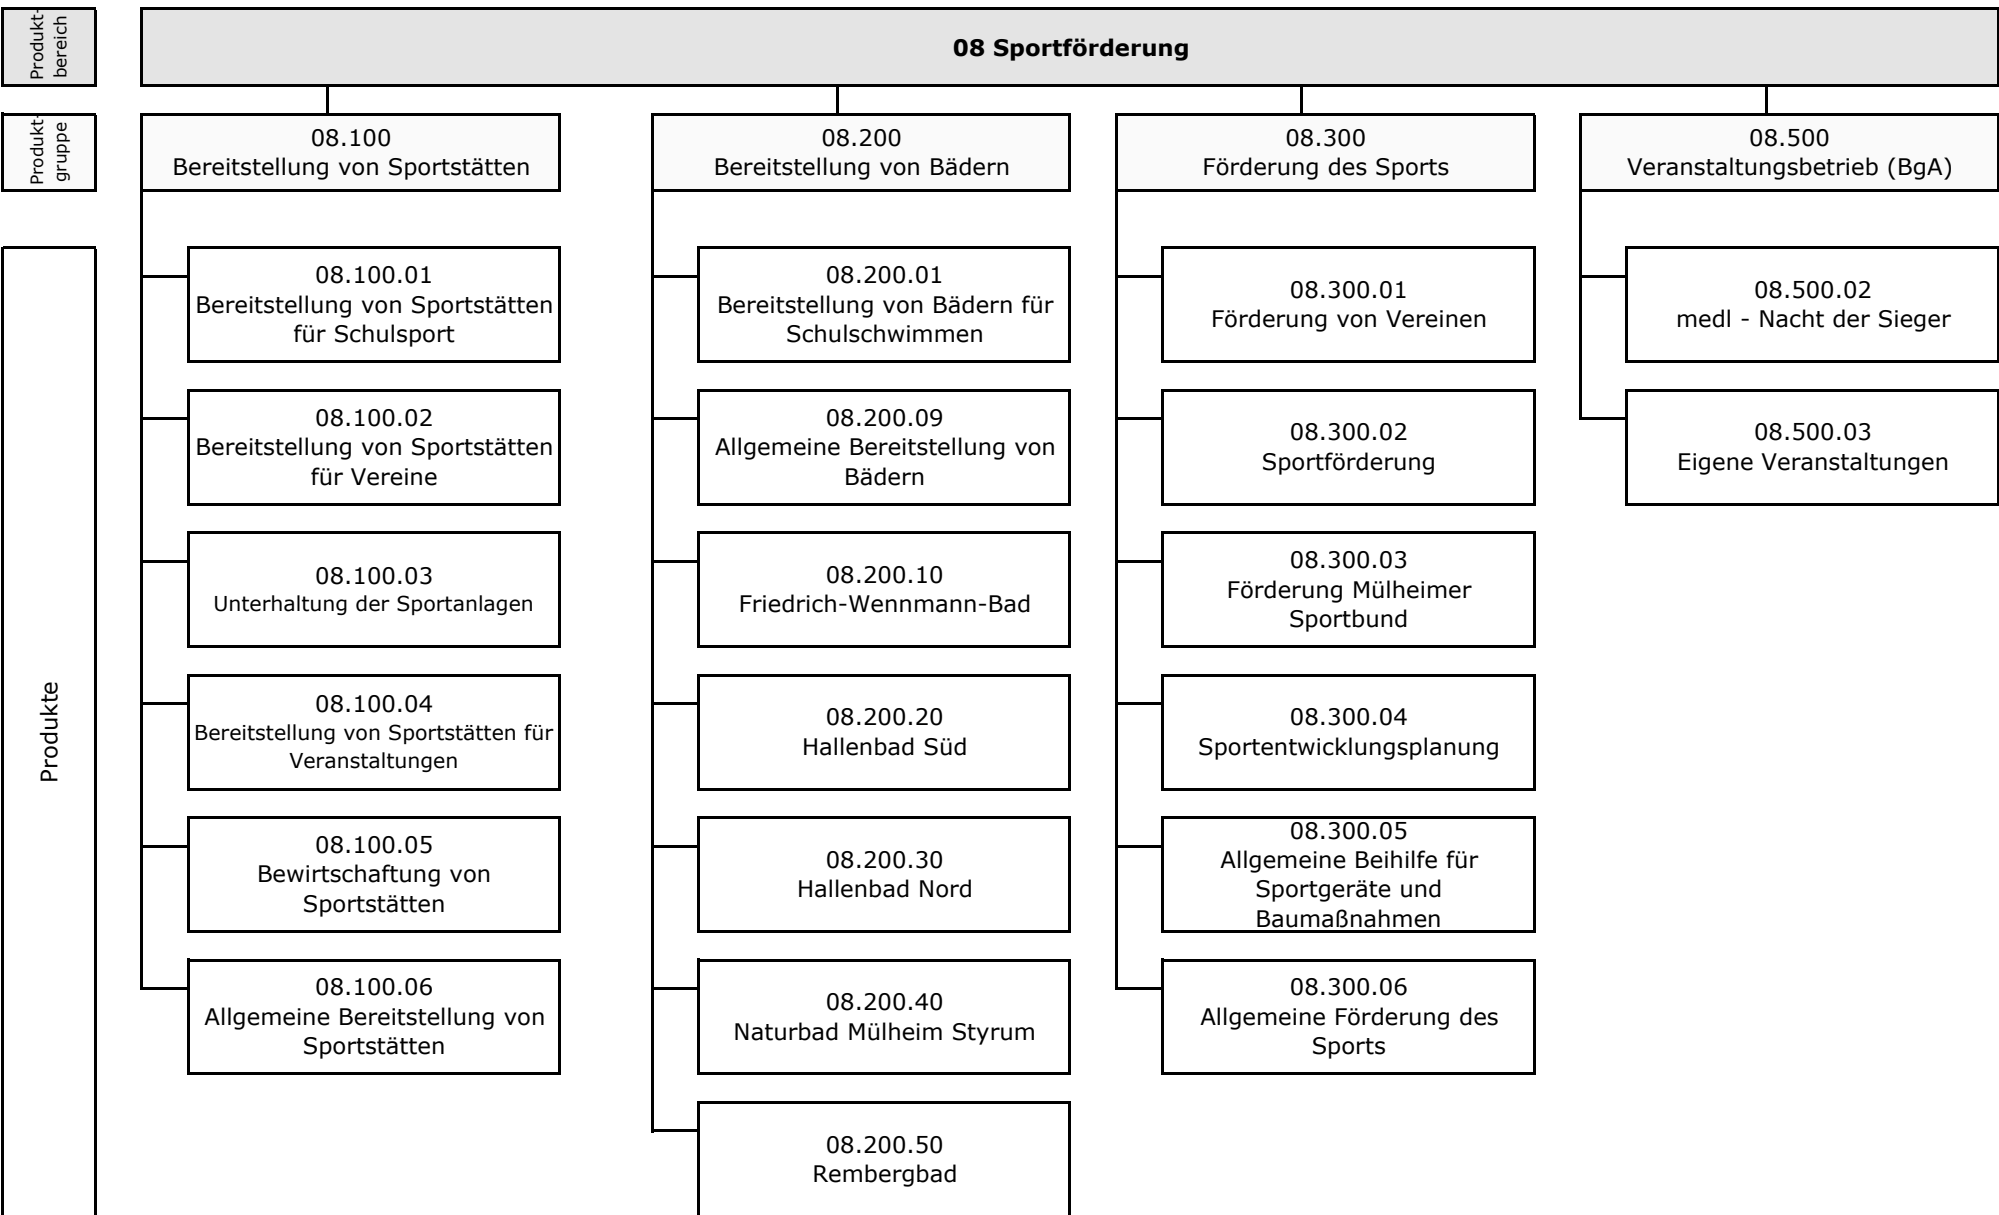 Produkt-
bereich
08 Sportförderung
Produkt-
gruppe
08.100
Bereitstellung von Sportstätten
08.200
Bereitstellung von Bädern
08.300
Förderung des Sports
08.500
Veranstaltungsbetrieb (BgA)
Produkte
08.100.01
Bereitstellung von Sportstätten
für Schulsport
08.100.02
Bereitstellung von Sportstätten
für Vereine
08.100.03
Unterhaltung der Sportanlagen
08.100.04
Bereitstellung von Sportstätten für
Veranstaltungen
08.100.05
Bewirtschaftung von
Sportstätten
08.100.06
Allgemeine Bereitstellung von
Sportstätten
08.200.01
Bereitstellung von Bädern für
Schulschwimmen
08.200.09
Allgemeine Bereitstellung von
Bädern
08.200.10
Friedrich-Wennmann-Bad
08.200.20
Hallenbad Süd
08.200.30
Hallenbad Nord
08.200.40
Naturbad Mülheim Styrum
08.200.50
Rembergbad
08.300.01
Förderung von Vereinen
08.300.02
Sportförderung
08.300.03
Förderung Mülheimer
Sportbund
08.300.04
Sportentwicklungsplanung
08.300.05
Allgemeine Beihilfe für
Sportgeräte und
Baumaßnahmen
08.300.06
Allgemeine Förderung des
Sports
08.500.02
medl - Nacht der Sieger
08.500.03
Eigene Veranstaltungen